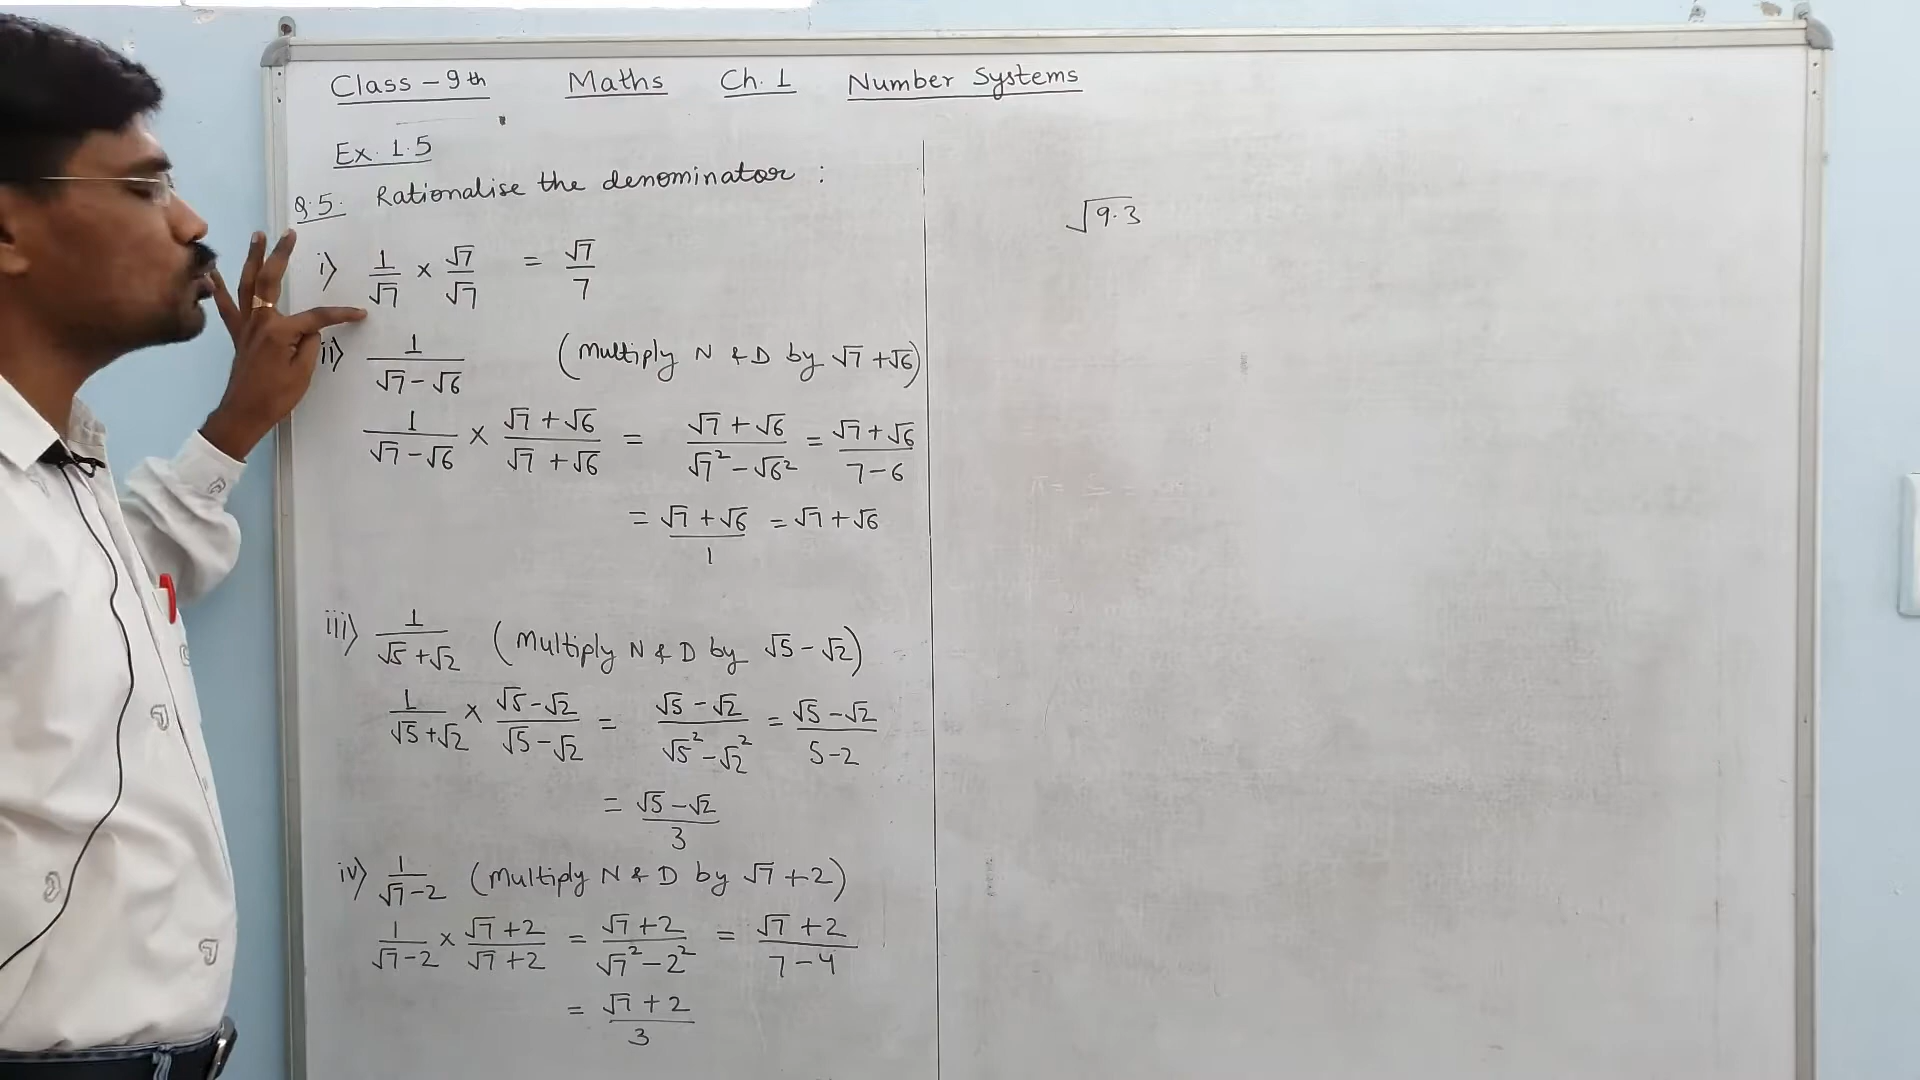 Class - 9th Maths Ch. 1 Number Systems
Ex. 1.5
Q.5. Rationalise the denominator :
i) 1/√7 × √7/√7 = √7/7
ii) 1/(√7-√6) (Multiply N & D by √7+√6)
1/(√7-√6) × (√7+√6)/(√7+√6) = (√7+√6)/(√7²-√6²) = (√7+√6)/(7-6)
= (√7+√6)/1 = √7+√6
iii) 1/(√5+√2) (Multiply N & D by √5-√2)
1/(√5+√2) × (√5-√2)/(√5-√2) = (√5-√2)/(√5²-√2²) = (√5-√2)/(5-2)
= (√5-√2)/3
iv) 1/(√7-2) (Multiply N & D by √7+2)
1/(√7-2) × (√7+2)/(√7+2) = (√7+2)/(√7²-2²) = (√7+2)/(7-4)
= (√7+2)/3
√9.3